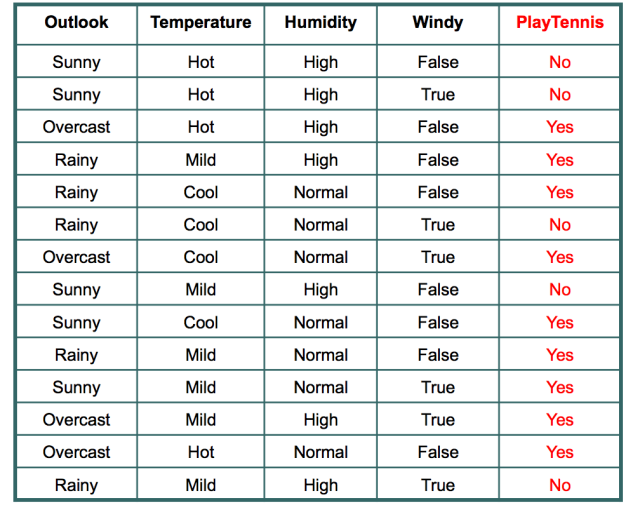 Outlook Temperature Humidity Windy PlayTennis
Sunny Hot High False No
Sunny Hot High True No
Overcast Hot High False Yes
Rainy Mild High False Yes
Rainy Cool Normal False Yes
Rainy Cool Normal True No
Overcast Cool Normal True Yes
Sunny Mild High False No
Sunny Cool Normal False Yes
Rainy Mild Normal False Yes
Sunny Mild Normal True Yes
Overcast Mild High True Yes
Overcast Hot Normal False Yes
Rainy Mild High True No